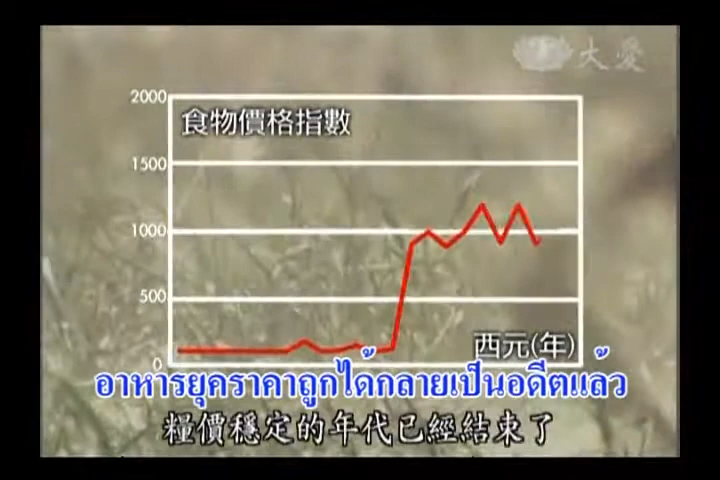 大愛
2000
食物價格指數
1500
1000
500
西元(年)
0
อาหารยุคราคาถูกได้กลายเป็นอดีตแล้ว
糧價穩定的年代已經結束了